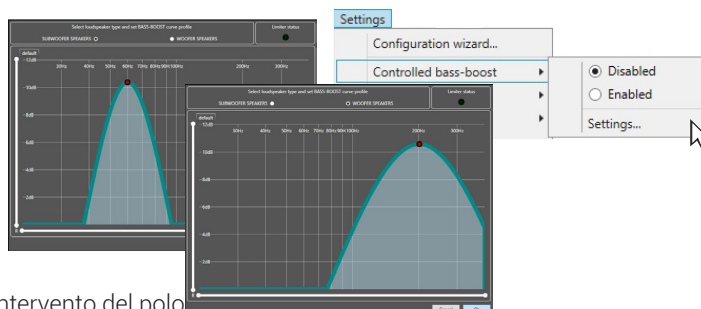 Select loudspeaker type and set BASS-BOOST curve profile
Limiter status
SUBWOOFER SPEAKERS
WOOFER SPEAKERS
default
-12dB
20Hz 40Hz 50Hz 60Hz 70Hz 80Hz 90Hz 100Hz 200Hz 300Hz
-10dB
-8dB
-6dB
-4dB
-2dB
Settings
Configuration wizard...
Controlled bass-boost
Disabled
Enabled
Settings...
Select loudspeaker type and set BASS-BOOST curve profile
Limiter status
SUBWOOFER SPEAKERS
WOOFER SPEAKERS
default
-12dB
30Hz 40Hz 50Hz 60Hz 70Hz 80Hz 90Hz 100Hz 200Hz 300Hz
-10dB
-8dB
-6dB
-4dB
-2dB
ntervento del polo